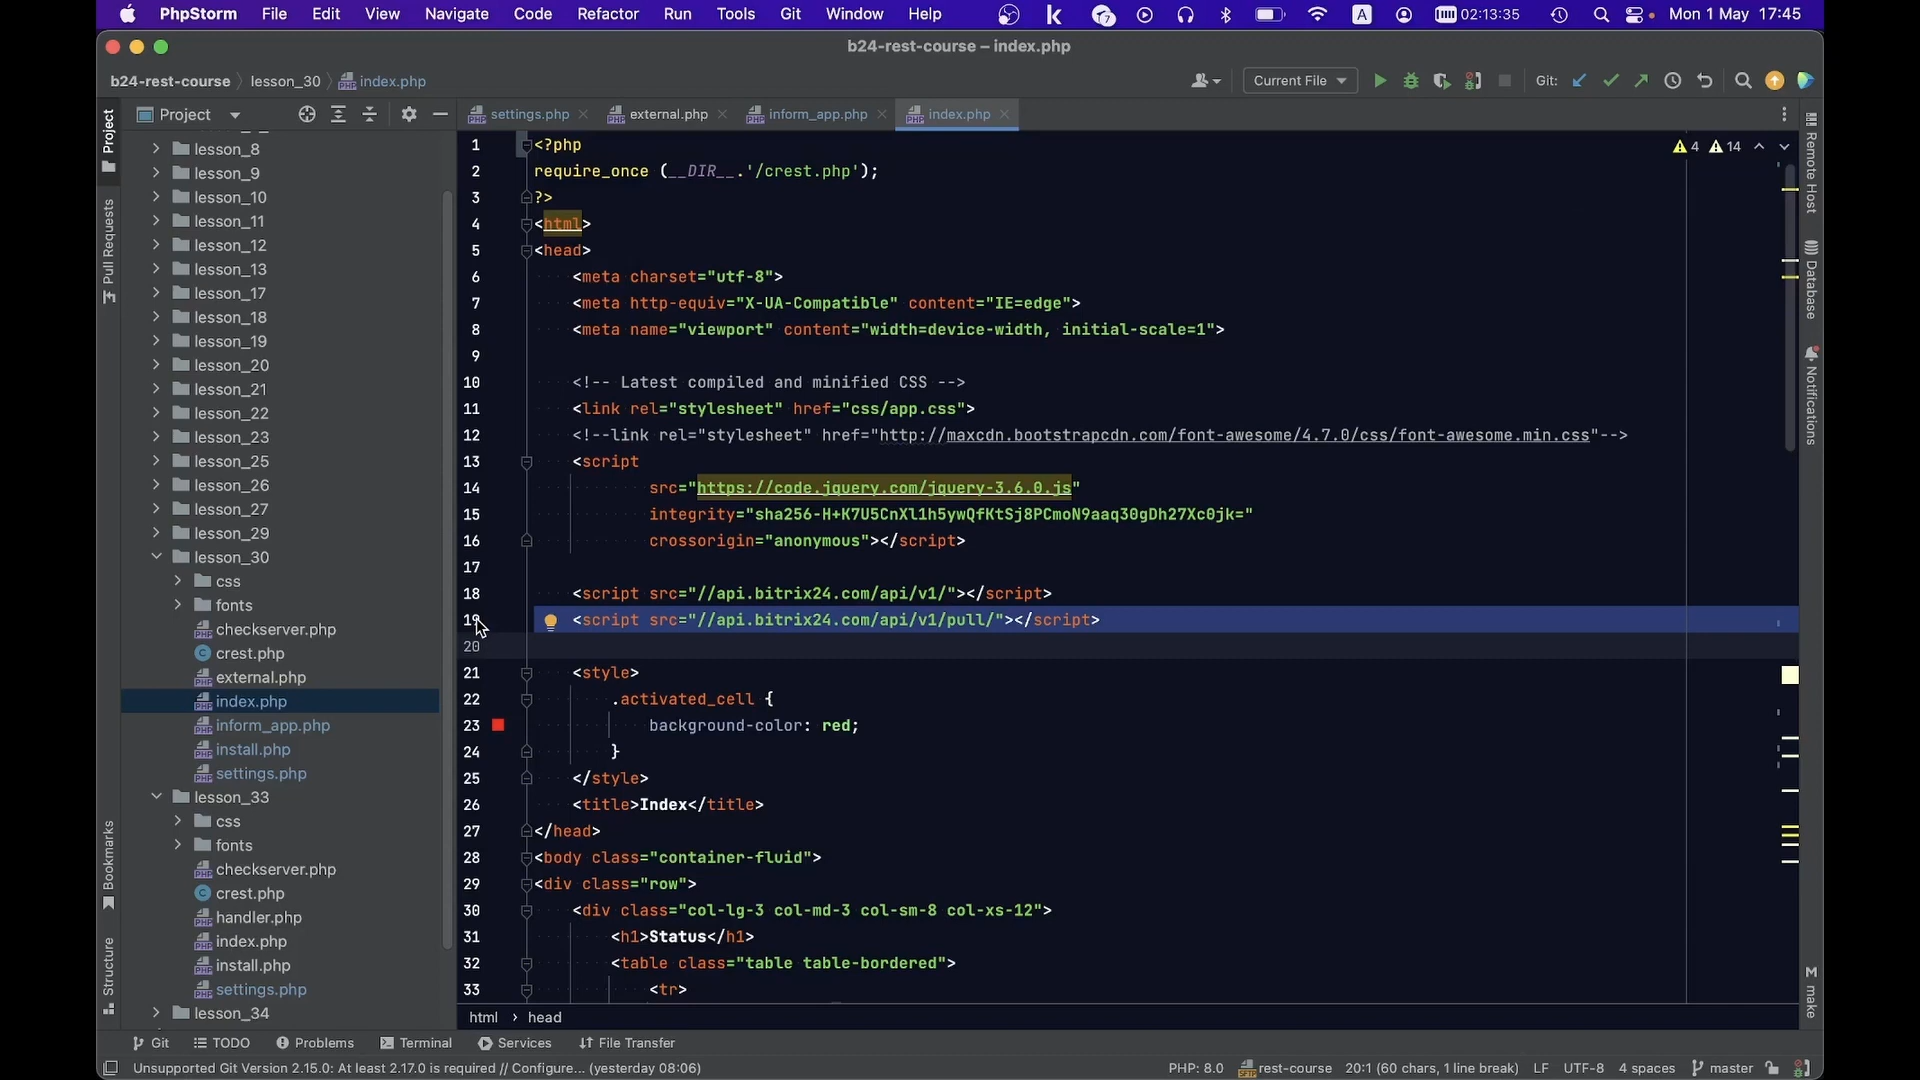 PhpStorm File Edit View Navigate Code Refactor Run Tools Git Window Help A 02:13:35 Mon 1 May 17:45
b24-rest-course – index.php
b24-rest-course lesson_30 index.php Current File Git:
Project settings.php external.php inform_app.php index.php
Project
Pull Requests
Bookmarks
Structure
lesson_8
lesson_9
lesson_10
lesson_11
lesson_12
lesson_13
lesson_17
lesson_18
lesson_19
lesson_20
lesson_21
lesson_22
lesson_23
lesson_25
lesson_26
lesson_27
lesson_29
lesson_30
css
fonts
checkserver.php
crest.php
external.php
index.php
inform_app.php
install.php
settings.php
lesson_33
css
fonts
checkserver.php
crest.php
handler.php
index.php
install.php
settings.php
lesson_34
4 14
1 <?php
2 require_once (__DIR__.'/crest.php');
3 ?>
4 <html>
5 <head>
6 <meta charset="utf-8">
7 <meta http-equiv="X-UA-Compatible" content="IE=edge">
8 <meta name="viewport" content="width=device-width, initial-scale=1">
9
10 <!-- Latest compiled and minified CSS -->
11 <link rel="stylesheet" href="css/app.css">
12 <!--link rel="stylesheet" href="http://maxcdn.bootstrapcdn.com/font-awesome/4.7.0/css/font-awesome.min.css"-->
13 <script
14 src="https://code.jquery.com/jquery-3.6.0.js"
15 integrity="sha256-H+K7U5CnXl1h5ywQfKtSj8PCmoN9aaq30gDh27Xc0jk="
16 crossorigin="anonymous"></script>
17
18 <script src="//api.bitrix24.com/api/v1/"></script>
19 <script src="//api.bitrix24.com/api/v1/pull/"></script>
20
21 <style>
22 .activated_cell {
23 background-color: red;
24 }
25 </style>
26 <title>Index</title>
27 </head>
28 <body class="container-fluid">
29 <div class="row">
30 <div class="col-lg-3 col-md-3 col-sm-8 col-xs-12">
31 <h1>Status</h1>
32 <table class="table table-bordered">
33 <tr>
html head
Remote Host
Database
Notifications
make
Git TODO Problems Terminal Services File Transfer
Unsupported Git Version 2.15.0: At least 2.17.0 is required // Configure... (yesterday 08:06) PHP: 8.0 rest-course 20:1 (60 chars, 1 line break) LF UTF-8 4 spaces master